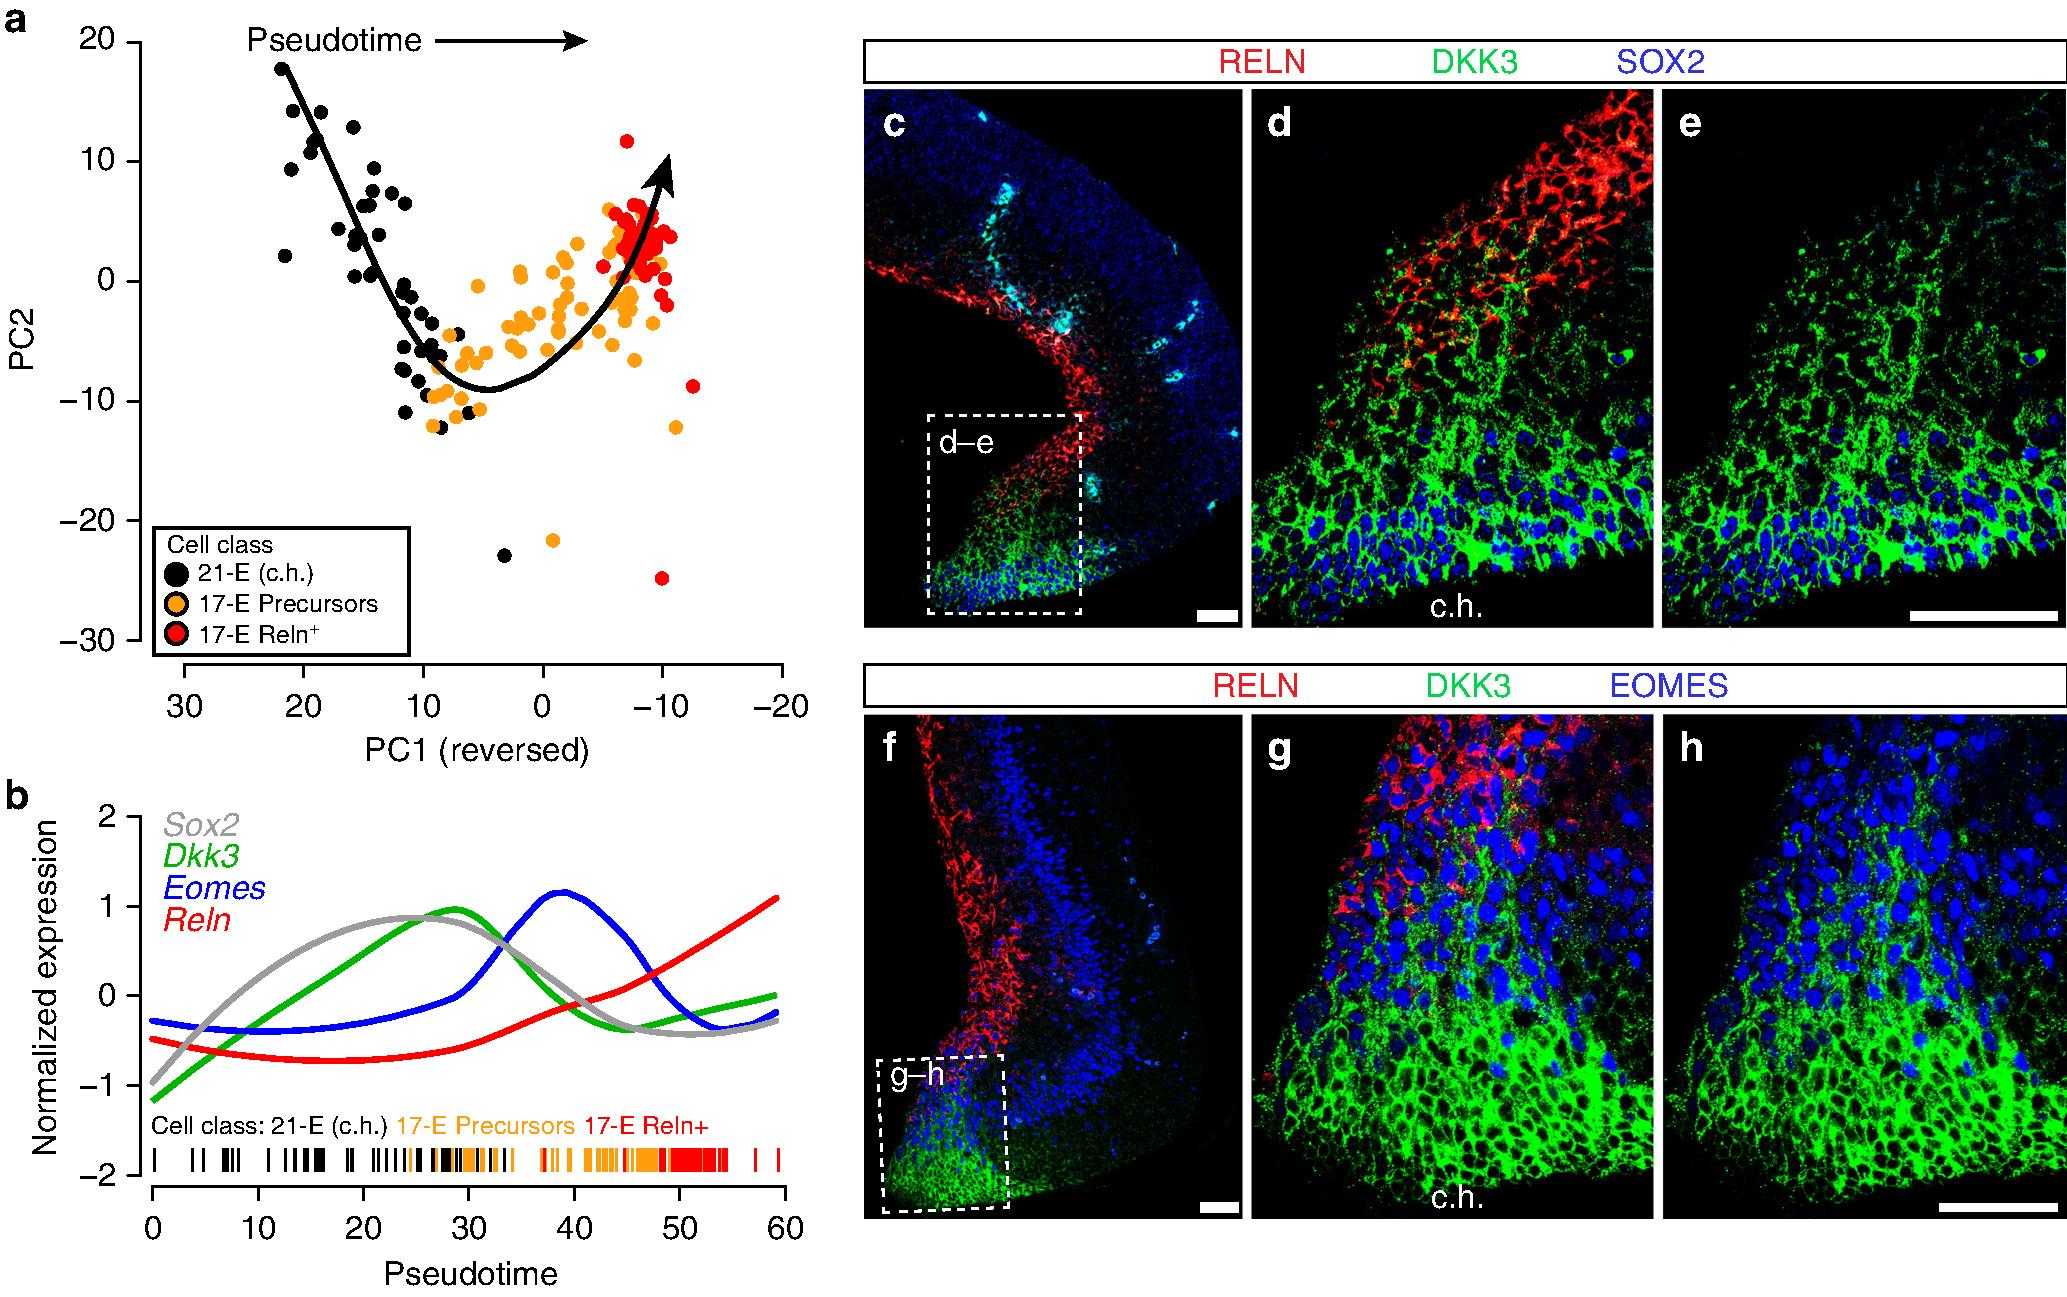 a
Pseudotime
20
10
0
−10
−20
−30
PC2
Cell class
21-E (c.h.)
17-E Precursors
17-E Reln+
30 20 10 0 −10 −20
PC1 (reversed)
b
2
1
0
−1
−2
Normalized expression
Sox2
Dkk3
Eomes
Reln
Cell class: 21-E (c.h.) 17-E Precursors 17-E Reln+
0 10 20 30 40 50 60
Pseudotime
RELN DKK3 SOX2
c
d–e
d
c.h.
e
RELN DKK3 EOMES
f
g–h
g
c.h.
h